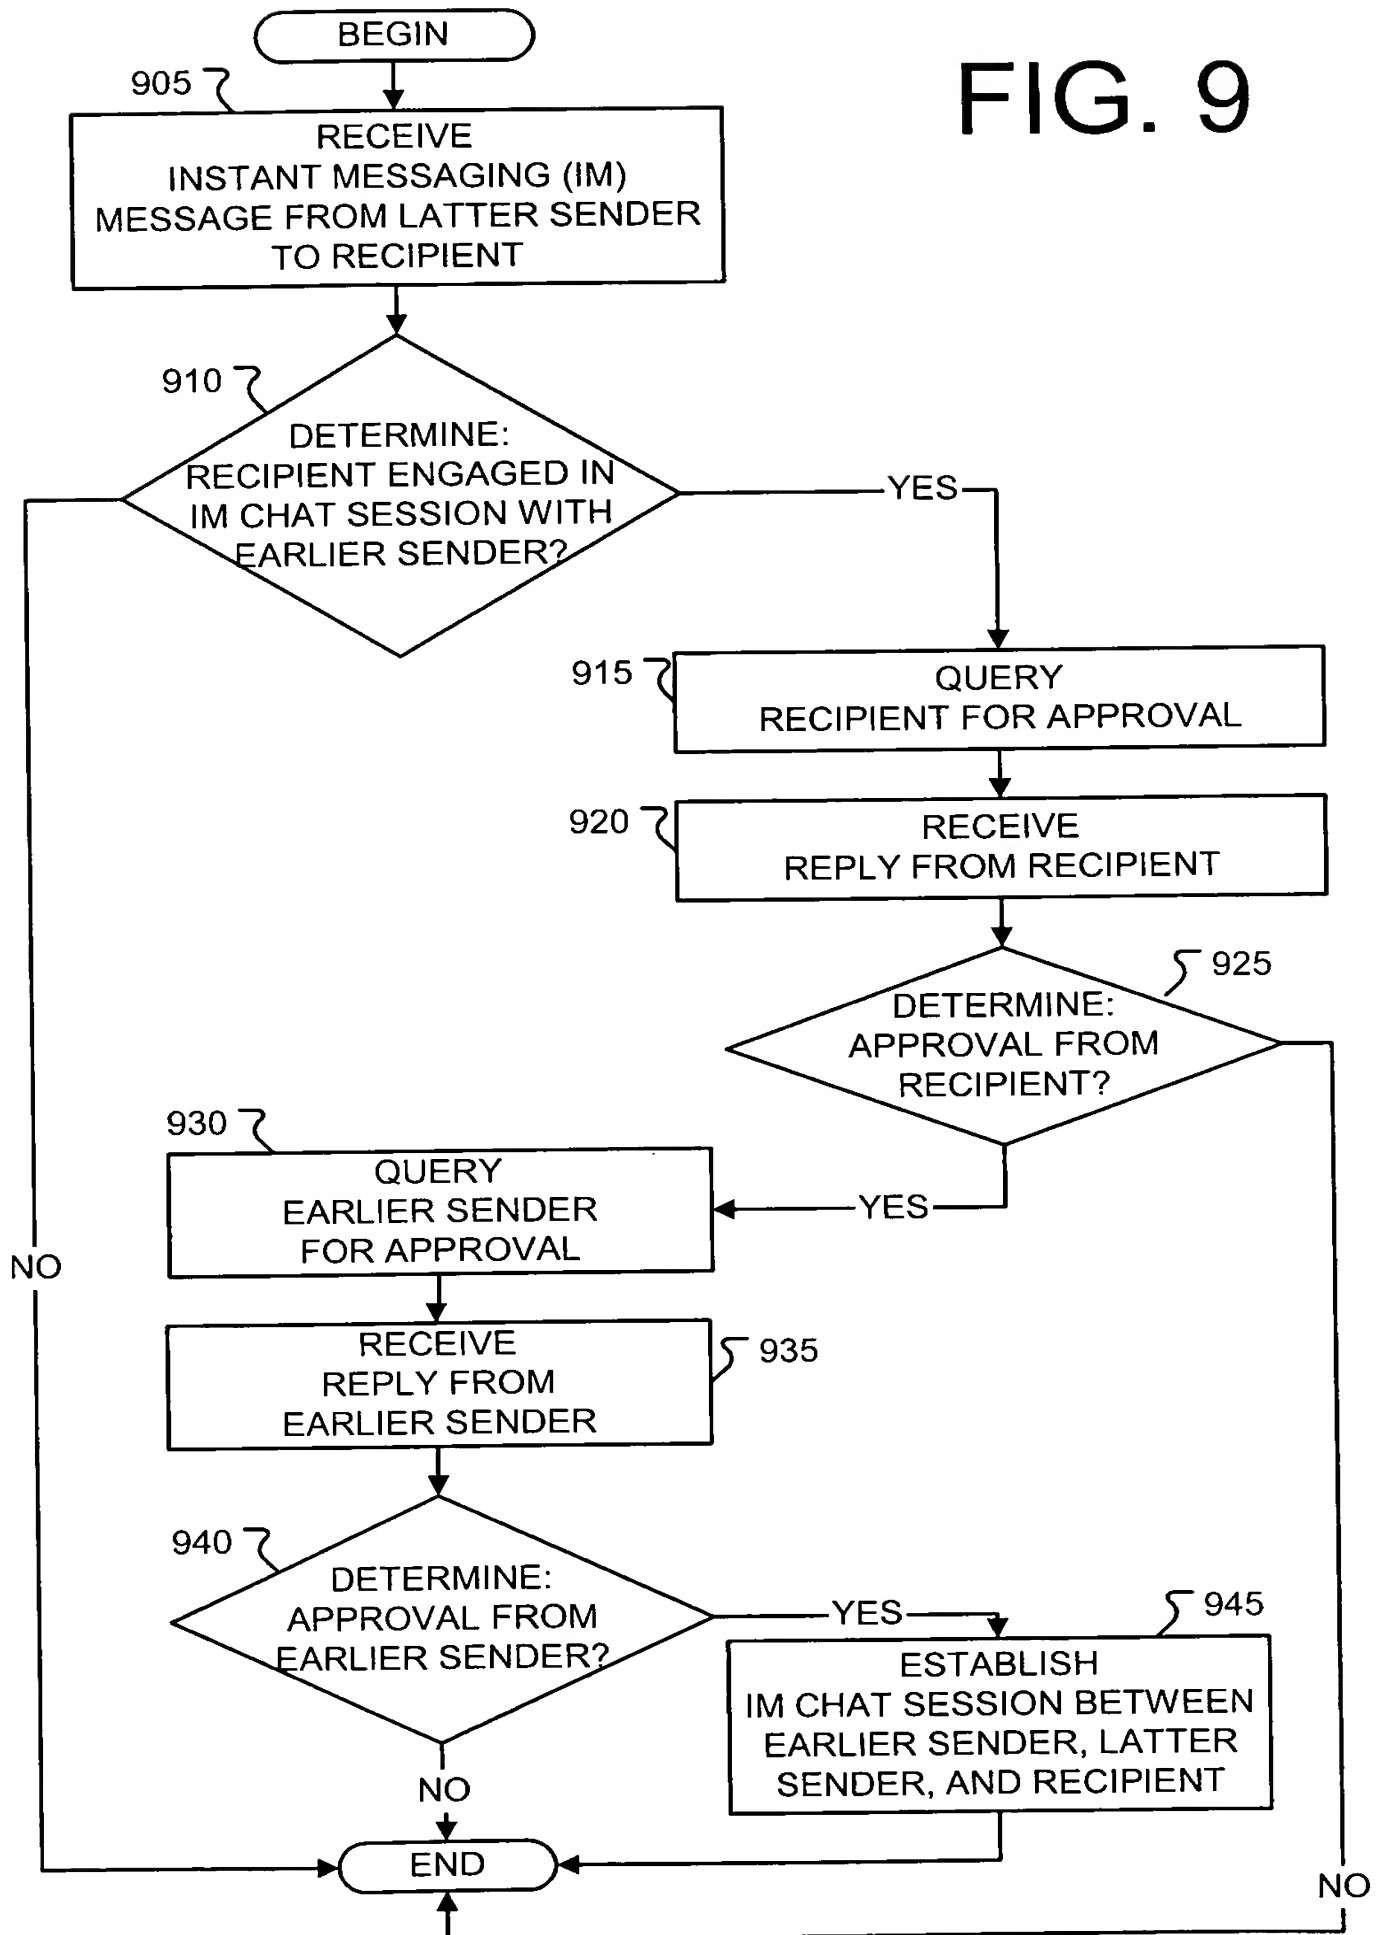 BEGIN
FIG. 9
905
RECEIVE
INSTANT MESSAGING (IM)
MESSAGE FROM LATTER SENDER
TO RECIPIENT
910
DETERMINE:
RECIPIENT ENGAGED IN
IM CHAT SESSION WITH
EARLIER SENDER?
YES
915
QUERY
RECIPIENT FOR APPROVAL
920
RECEIVE
REPLY FROM RECIPIENT
925
DETERMINE:
APPROVAL FROM
RECIPIENT?
YES
930
QUERY
EARLIER SENDER
FOR APPROVAL
NO
RECEIVE
REPLY FROM
EARLIER SENDER
935
940
DETERMINE:
APPROVAL FROM
EARLIER SENDER?
YES
945
ESTABLISH
IM CHAT SESSION BETWEEN
EARLIER SENDER, LATTER
SENDER, AND RECIPIENT
NO
END
NO